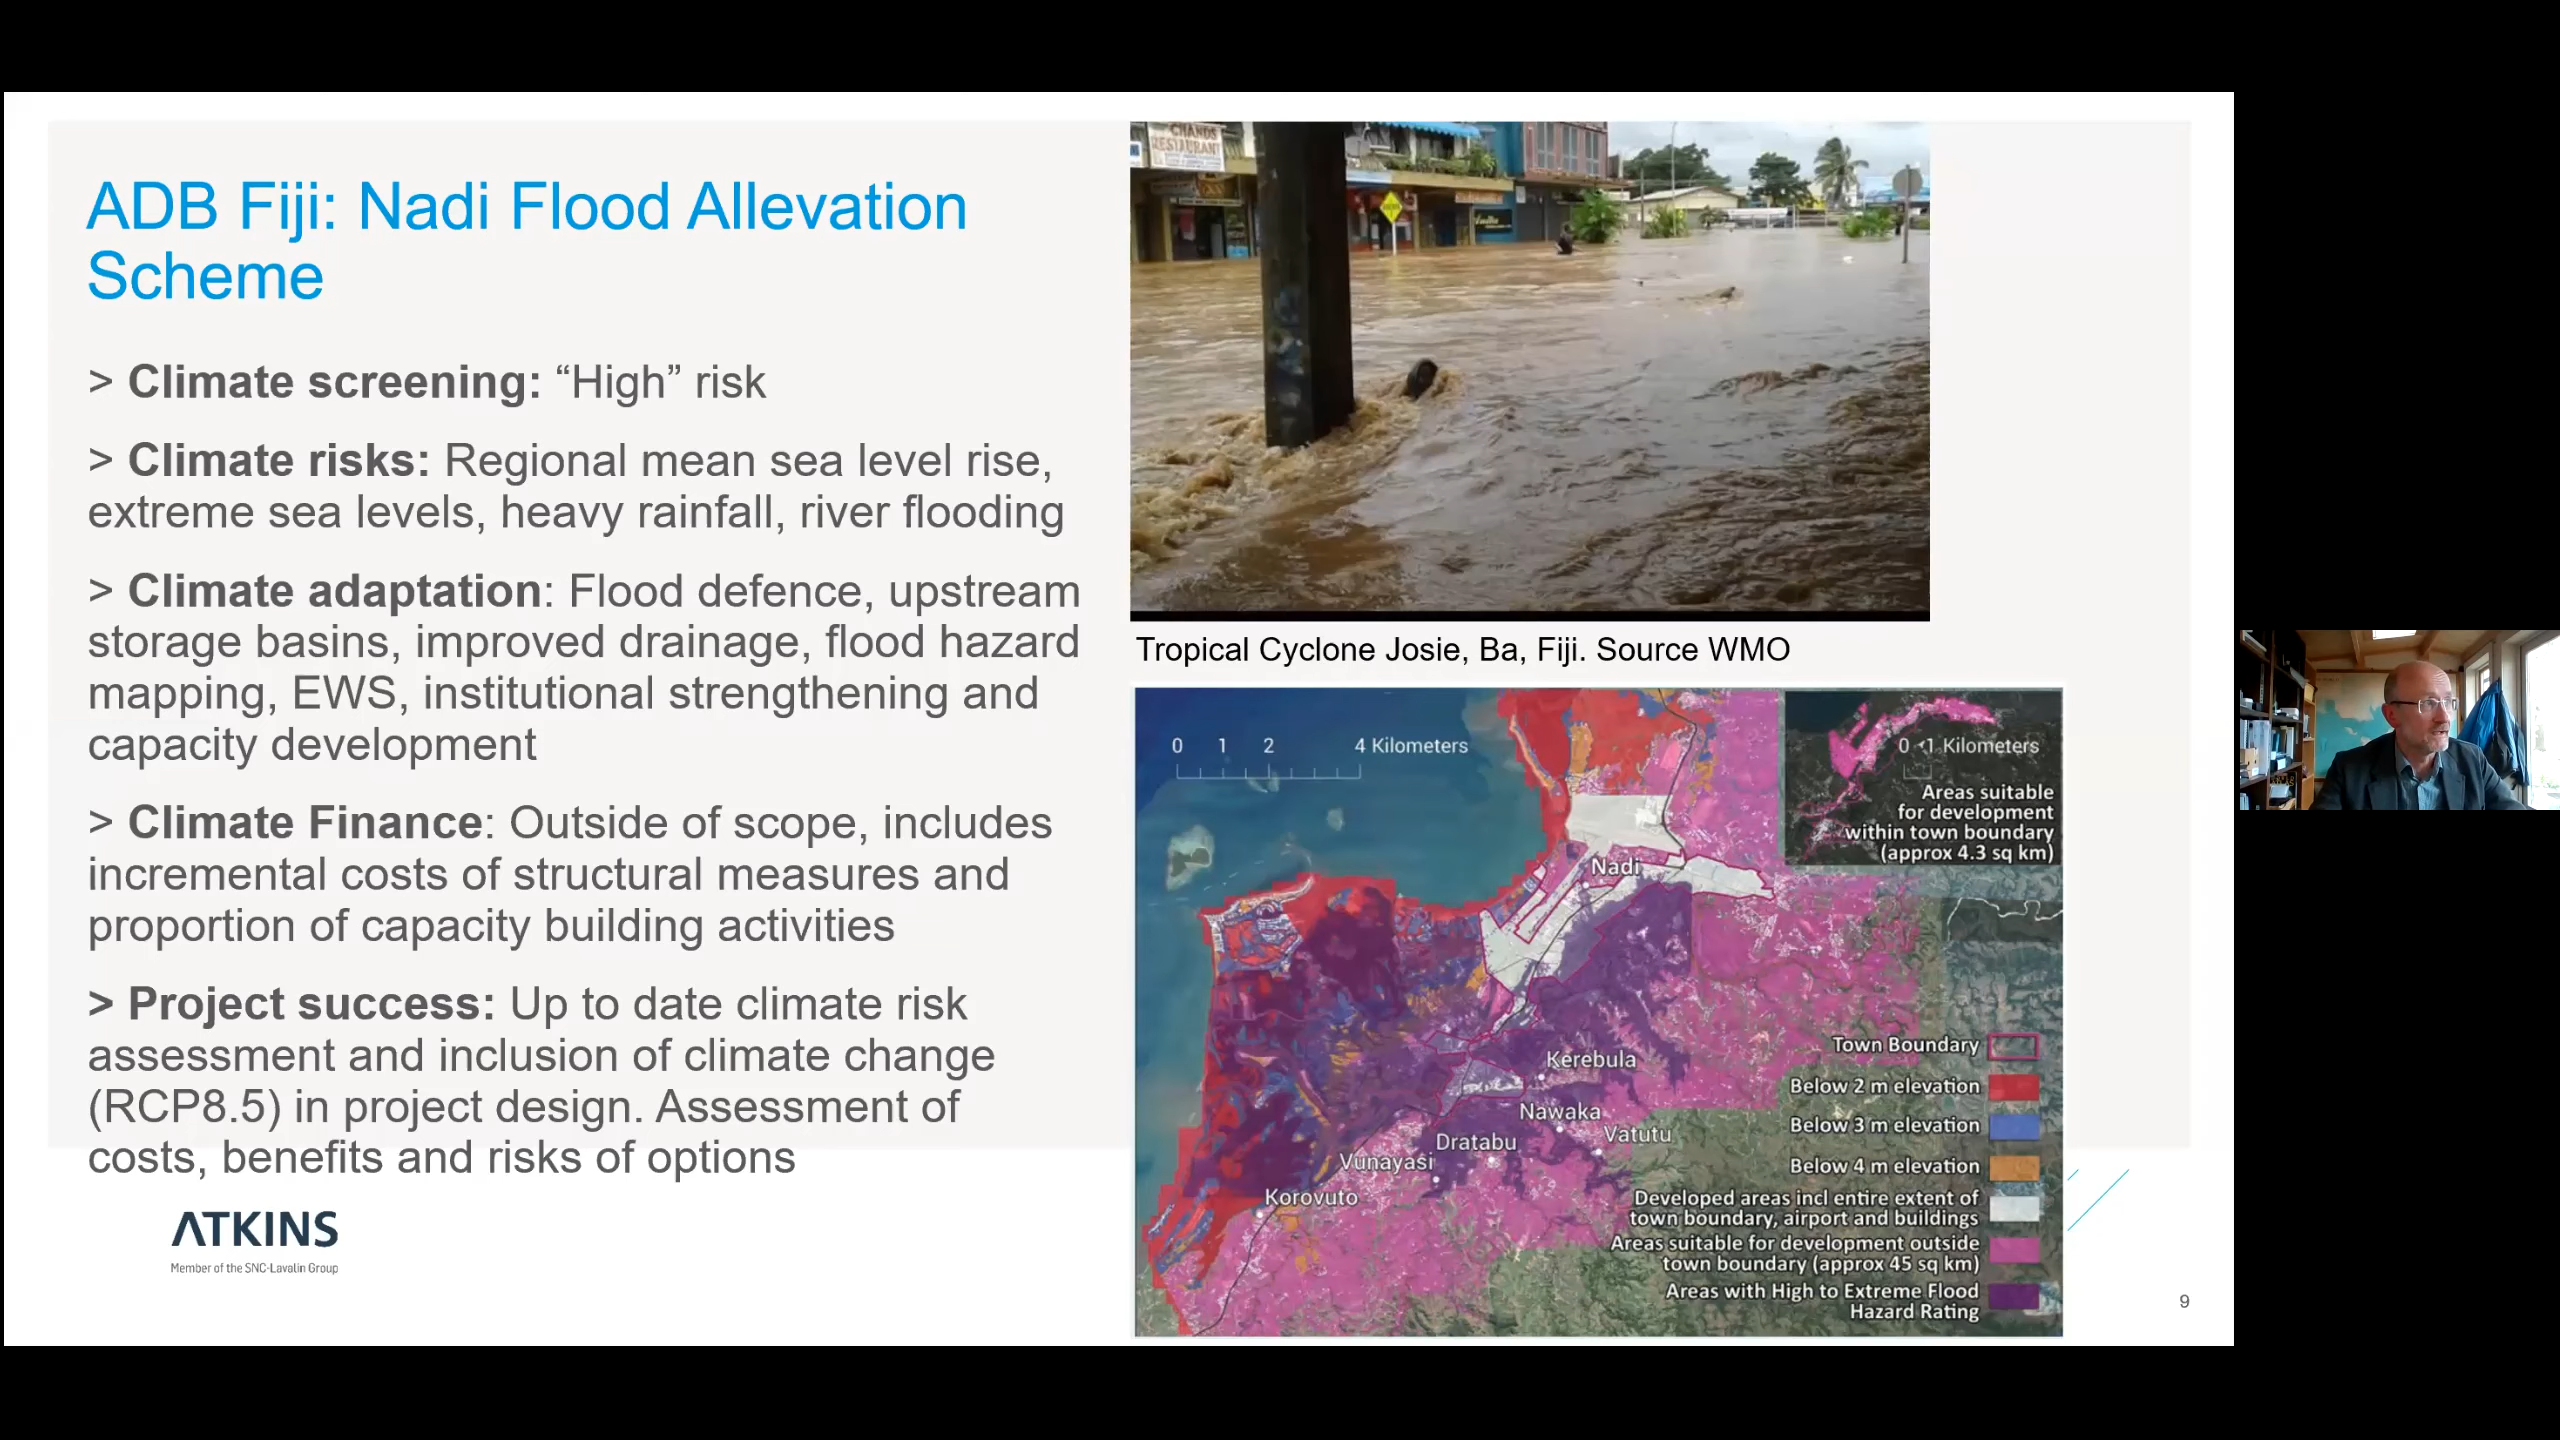 ADB Fiji: Nadi Flood Allevation
Scheme
> Climate screening: “High” risk
> Climate risks: Regional mean sea level rise,
extreme sea levels, heavy rainfall, river flooding
> Climate adaptation: Flood defence, upstream
storage basins, improved drainage, flood hazard
mapping, EWS, institutional strengthening and
capacity development
> Climate Finance: Outside of scope, includes
incremental costs of structural measures and
proportion of capacity building activities
> Project success: Up to date climate risk
assessment and inclusion of climate change
(RCP8.5) in project design. Assessment of
costs, benefits and risks of options
ATKINS
Member of the SNC-Lavalin Group
CHANDS
RESTAURANT
Tropical Cyclone Josie, Ba, Fiji. Source WMO
0 1 2 4 Kilometers
0 1 Kilometers
Areas suitable
for development
within town boundary
(approx 4.3 sq km)
Nadi
Kerebula
Nawaka
Vatutu
Dratabu
Vunayasi
Korovuto
Town Boundary
Below 2 m elevation
Below 3 m elevation
Below 4 m elevation
Developed areas incl entire extent of
town boundary, airport and buildings
Areas suitable for development outside
town boundary (approx 45 sq km)
Areas with High to Extreme Flood
Hazard Rating
9